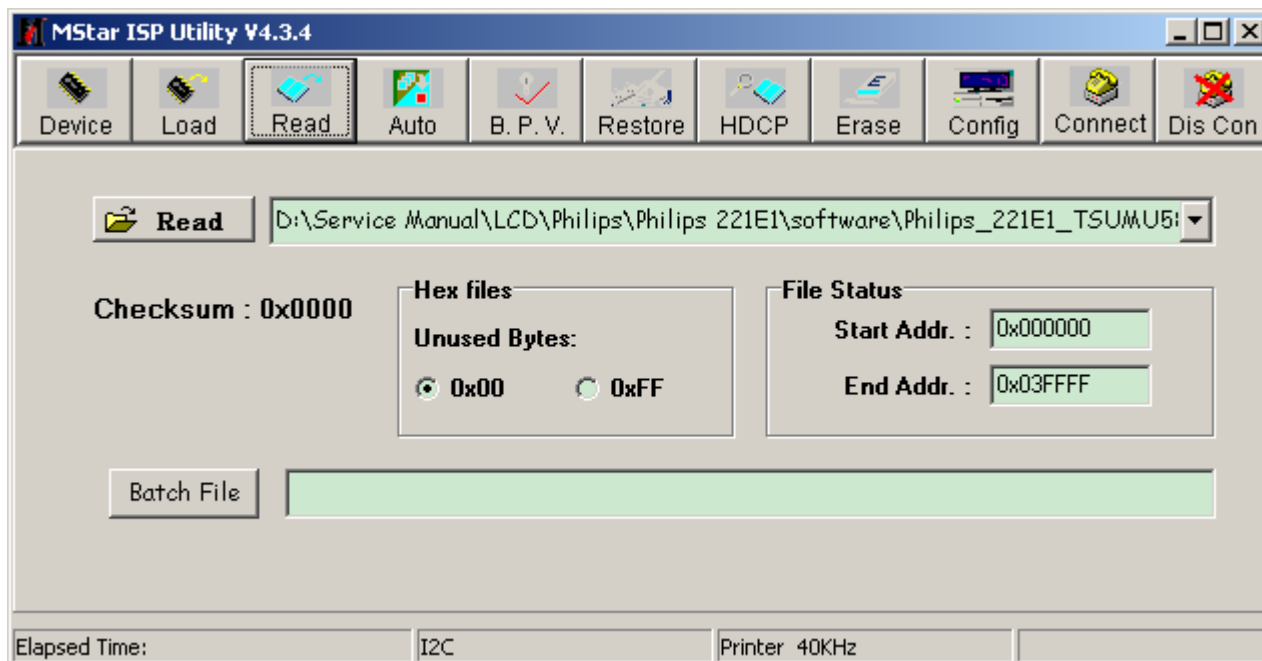 MStar ISP Utility V4.3.4
Device Load Read Auto B. P. V. Restore HDCP Erase Config Connect Dis Con
Read D:\Service Manual\LCD\Philips\Philips 221E1\software\Philips_221E1_TSUMU5
Checksum : 0x0000
Hex files
Unused Bytes:
0x00 0xFF
File Status
Start Addr. : 0x000000
End Addr. : 0x03FFFF
Batch File
Elapsed Time: I2C Printer 40KHz